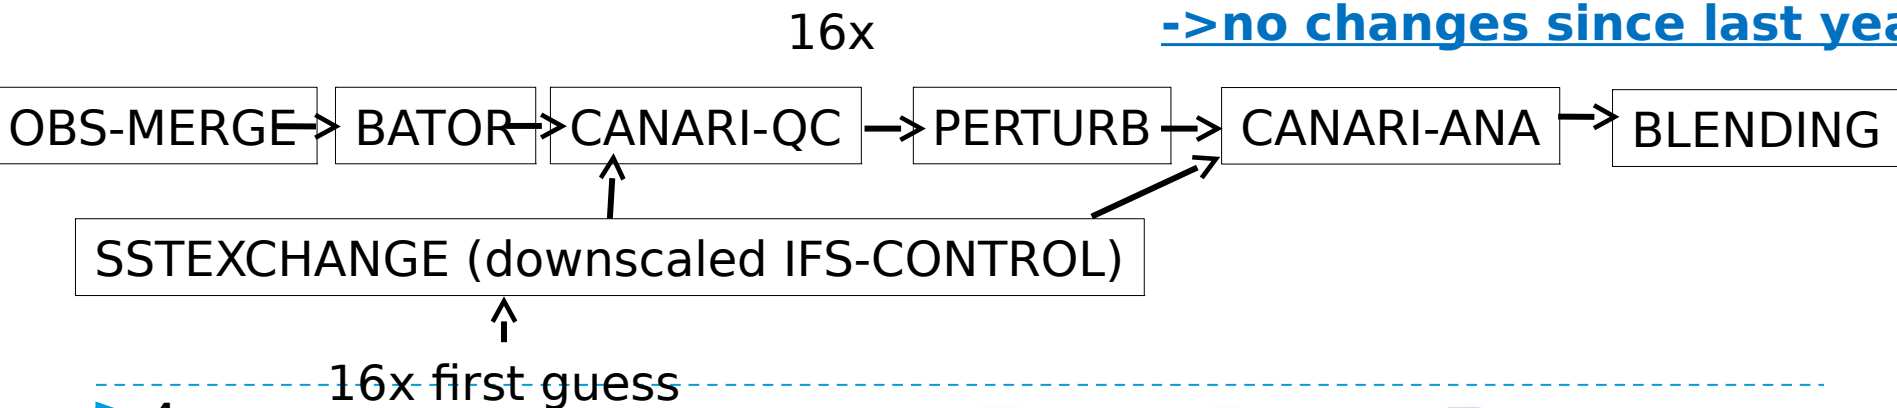 16x
->no changes since last yea
OBS-MERGE BATOR CANARI-QC PERTURB CANARI-ANA BLENDING
SSTEXCHANGE (downscaled IFS-CONTROL)
16x first guess